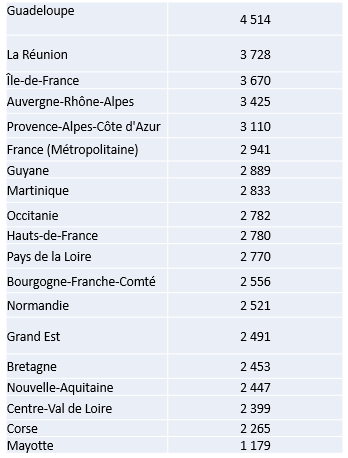 Guadeloupe 4 514
La Réunion 3 728
Île-de-France 3 670
Auvergne-Rhône-Alpes 3 425
Provence-Alpes-Côte d'Azur 3 110
France (Métropolitaine) 2 941
Guyane 2 889
Martinique 2 833
Occitanie 2 782
Hauts-de-France 2 780
Pays de la Loire 2 770
Bourgogne-Franche-Comté 2 556
Normandie 2 521
Grand Est 2 491
Bretagne 2 453
Nouvelle-Aquitaine 2 447
Centre-Val de Loire 2 399
Corse 2 265
Mayotte 1 179